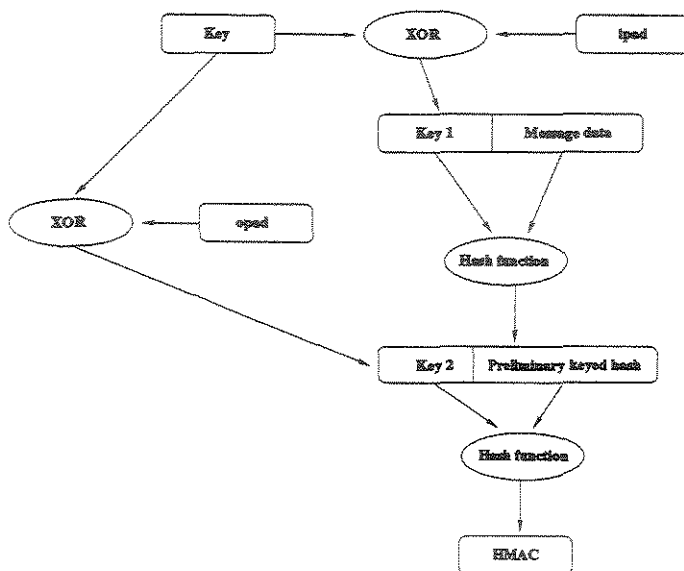 Key
XOR
ipad
Key 1
Message data
XOR
opad
Hash function
Key 2
Preliminary keyed hash
Hash function
HMAC